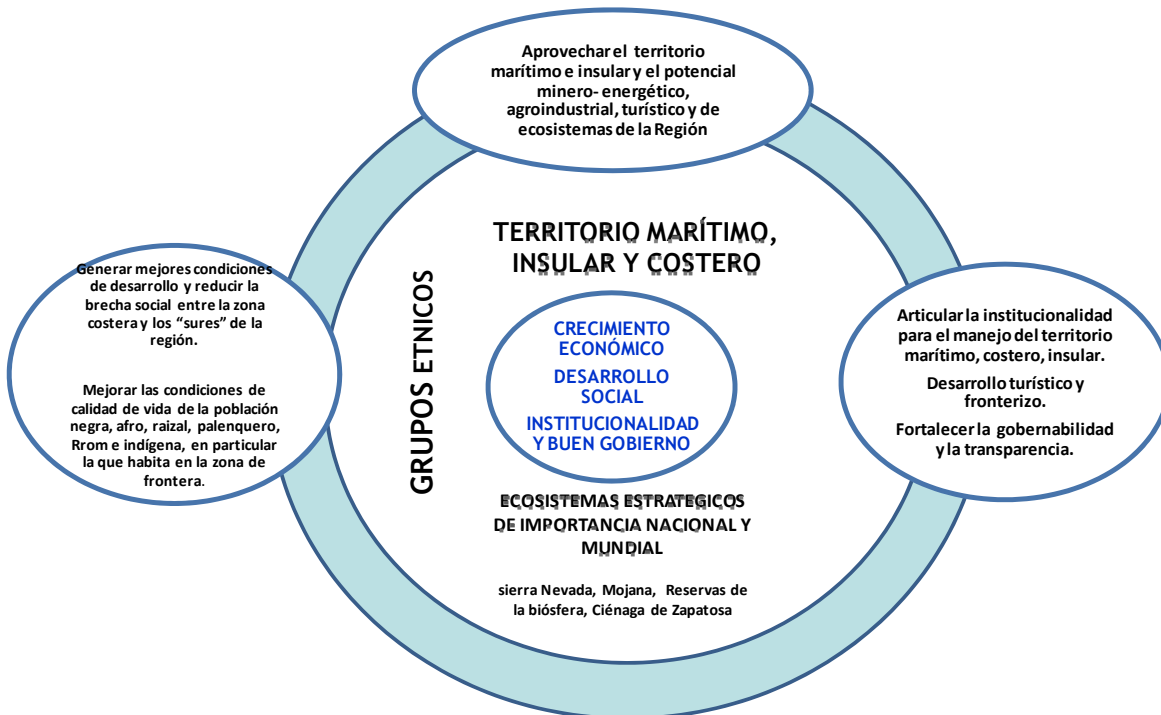 Aprovechar el territorio
marítimo e insular y el potencial
minero- energético,
agroindustrial, turístico y de
ecosistemas de la Región
TERRITORIO MARÍTIMO,
INSULAR Y COSTERO
GRUPOS ETNICOS
Generar mejores condiciones
de desarrollo y reducir la
brecha social entre la zona
costera y los “sures” de la
región.
Mejorar las condiciones de
calidad de vida de la población
negra, afro, raizal, palenquero,
Rrom e indígena, en particular
la que habita en la zona de
frontera.
CRECIMIENTO
ECONÓMICO
DESARROLLO
SOCIAL
INSTITUCIONALIDAD
Y BUEN GOBIERNO
Articular la institucionalidad
para el manejo del territorio
marítimo, costero, insular.
Desarrollo turístico y
fronterizo.
Fortalecer la gobernabilidad
y la transparencia.
ECOSISTEMAS ESTRATEGICOS
DE IMPORTANCIA NACIONAL Y
MUNDIAL
sierra Nevada, Mojana, Reservas de
la biósfera, Ciénaga de Zapatosa